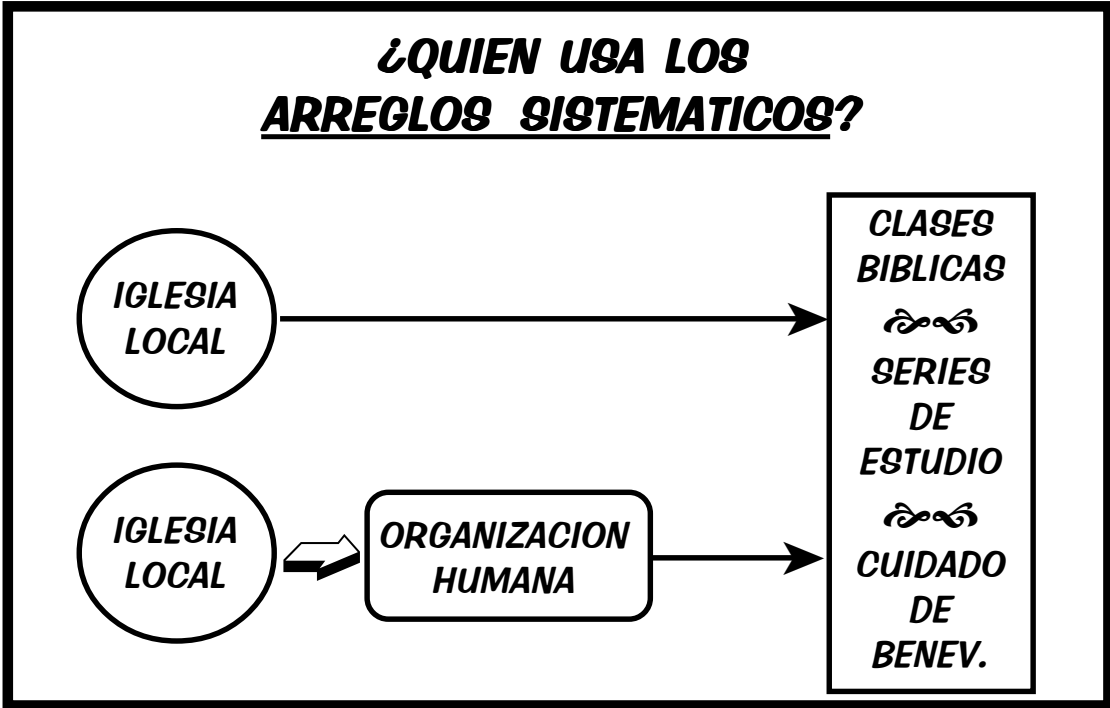 ¿QUIEN USA LOS
ARREGLOS SISTEMATICOS?
IGLESIA
LOCAL
CLASES
BIBLICAS
SERIES
DE
ESTUDIO
CUIDADO
DE
BENEV.
IGLESIA
LOCAL
ORGANIZACION
HUMANA